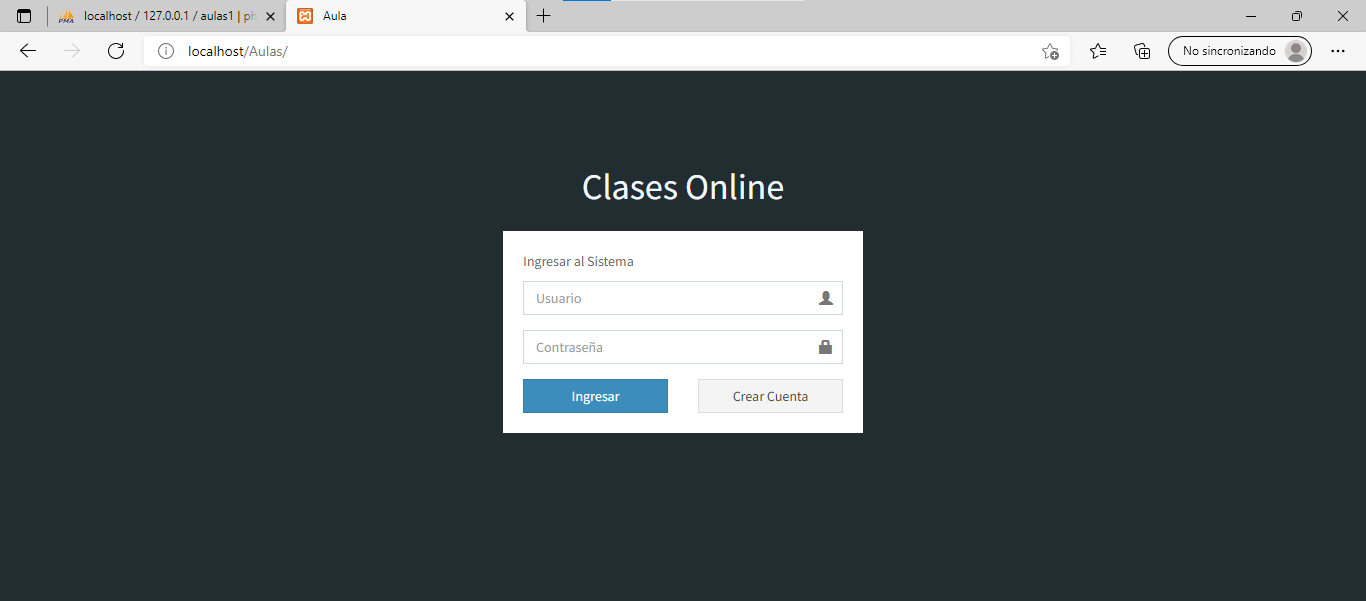 PMA localhost / 127.0.0.1 / aulas1 | ph
Aula
localhost/Aulas/
No sincronizando
Clases Online
Ingresar al Sistema
Usuario
Contraseña
Ingresar
Crear Cuenta